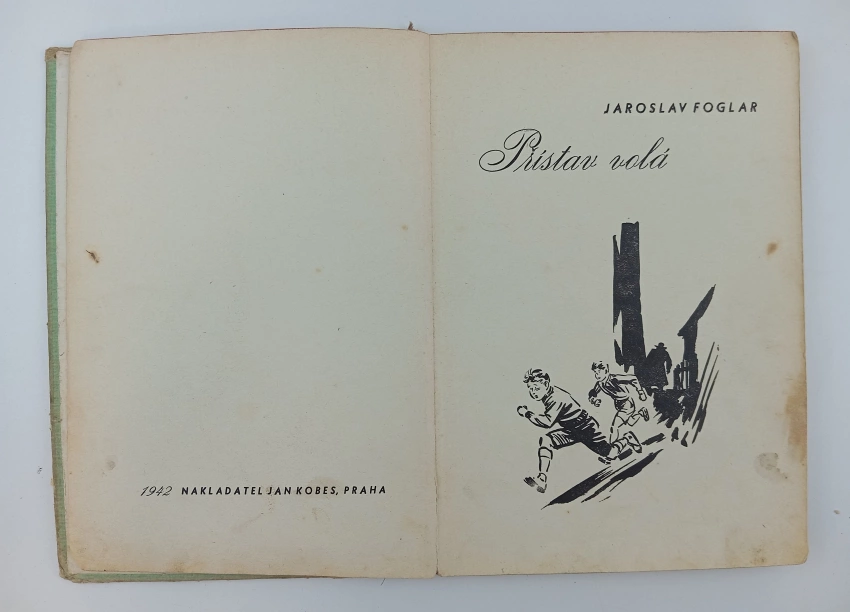 1942 NAKLADATEL JAN KOBES, PRAHA
JAROSLAV FOGLAR
Přístav volá